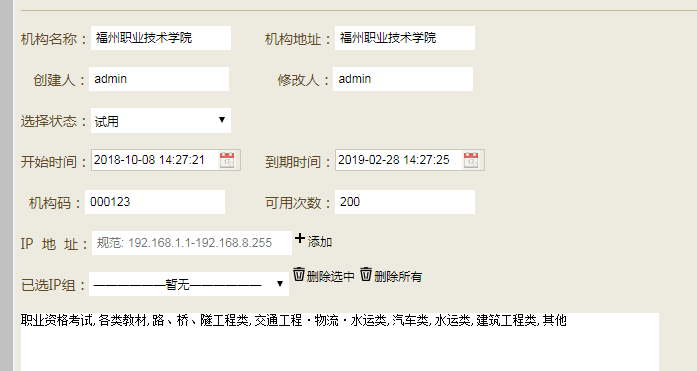 机构名称： 福州职业技术学院 机构地址： 福州职业技术学院
创建人： admin 修改人： admin
选择状态： 试用
开始时间： 2018-10-08 14:27:21 到期时间： 2019-02-28 14:27:25
机构码： 000123 可用次数： 200
IP 地 址： 规范: 192.168.1.1-192.168.8.255 添加
已选IP组： ——————暂无—————— 删除选中 删除所有
职业资格考试, 各类教材, 路、桥、隧工程类, 交通工程・物流・水运类, 汽车类, 水运类, 建筑工程类, 其他